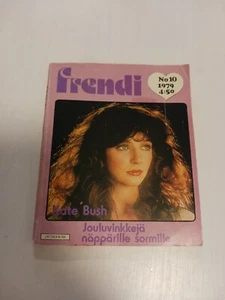 frendi
No 10
1979
4:50
Kate Bush
Jouluvinkkejä
näppärille sormille